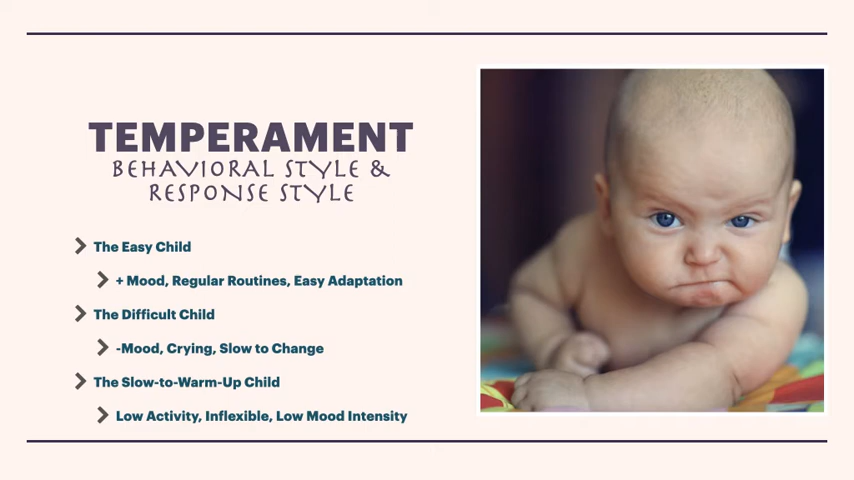 TEMPERAMENT
BEHAVIORAL STYLE &
RESPONSE STYLE
The Easy Child
+ Mood, Regular Routines, Easy Adaptation
The Difficult Child
-Mood, Crying, Slow to Change
The Slow-to-Warm-Up Child
Low Activity, Inflexible, Low Mood Intensity